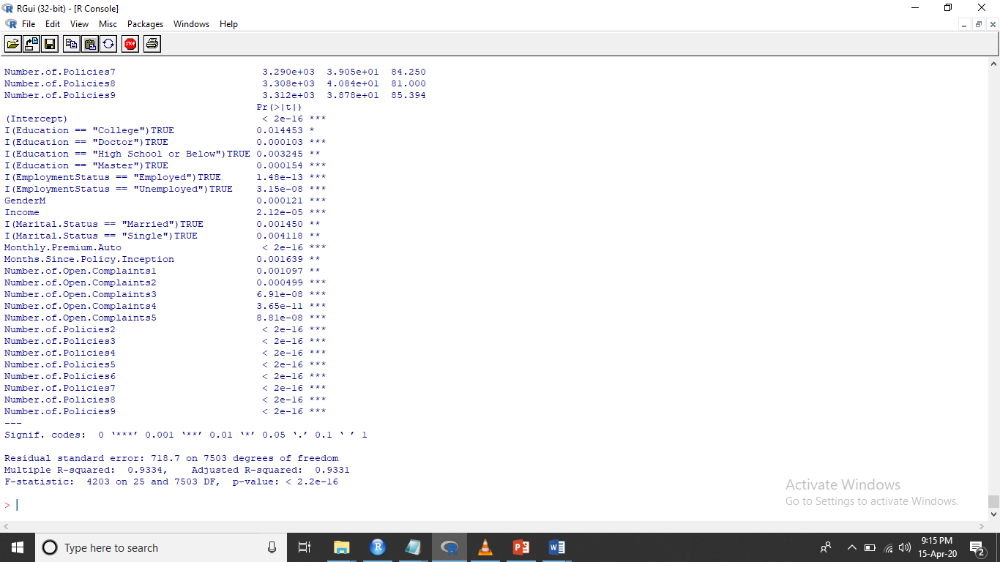 RGui (32-bit) - [R Console]
File Edit View Misc Packages Windows Help
STOP
Number.of.Policies7 3.290e+03 3.905e+01 84.250
Number.of.Policies8 3.308e+03 4.084e+01 81.000
Number.of.Policies9 3.312e+03 3.878e+01 85.394
Pr(>|t|)
(Intercept) < 2e-16 ***
I(Education == "College")TRUE 0.014453 *
I(Education == "Doctor")TRUE 0.000103 ***
I(Education == "High School or Below")TRUE 0.003245 **
I(Education == "Master")TRUE 0.000154 ***
I(EmploymentStatus == "Employed")TRUE 1.48e-13 ***
I(EmploymentStatus == "Unemployed")TRUE 3.15e-08 ***
GenderM 0.000121 ***
Income 2.12e-05 ***
I(Marital.Status == "Married")TRUE 0.001450 **
I(Marital.Status == "Single")TRUE 0.004118 **
Monthly.Premium.Auto < 2e-16 ***
Months.Since.Policy.Inception 0.001639 **
Number.of.Open.Complaints1 0.001097 **
Number.of.Open.Complaints2 0.000499 ***
Number.of.Open.Complaints3 6.91e-08 ***
Number.of.Open.Complaints4 3.65e-11 ***
Number.of.Open.Complaints5 8.81e-08 ***
Number.of.Policies2 < 2e-16 ***
Number.of.Policies3 < 2e-16 ***
Number.of.Policies4 < 2e-16 ***
Number.of.Policies5 < 2e-16 ***
Number.of.Policies6 < 2e-16 ***
Number.of.Policies7 < 2e-16 ***
Number.of.Policies8 < 2e-16 ***
Number.of.Policies9 < 2e-16 ***
---
Signif. codes: 0 ‘***’ 0.001 ‘**’ 0.01 ‘*’ 0.05 ‘.’ 0.1 ‘ ’ 1
Residual standard error: 718.7 on 7503 degrees of freedom
Multiple R-squared: 0.9334, Adjusted R-squared: 0.9331
F-statistic: 4203 on 25 and 7503 DF, p-value: < 2.2e-16
>
Activate Windows
Go to Settings to activate Windows.
Type here to search
9:15 PM
15-Apr-20
2